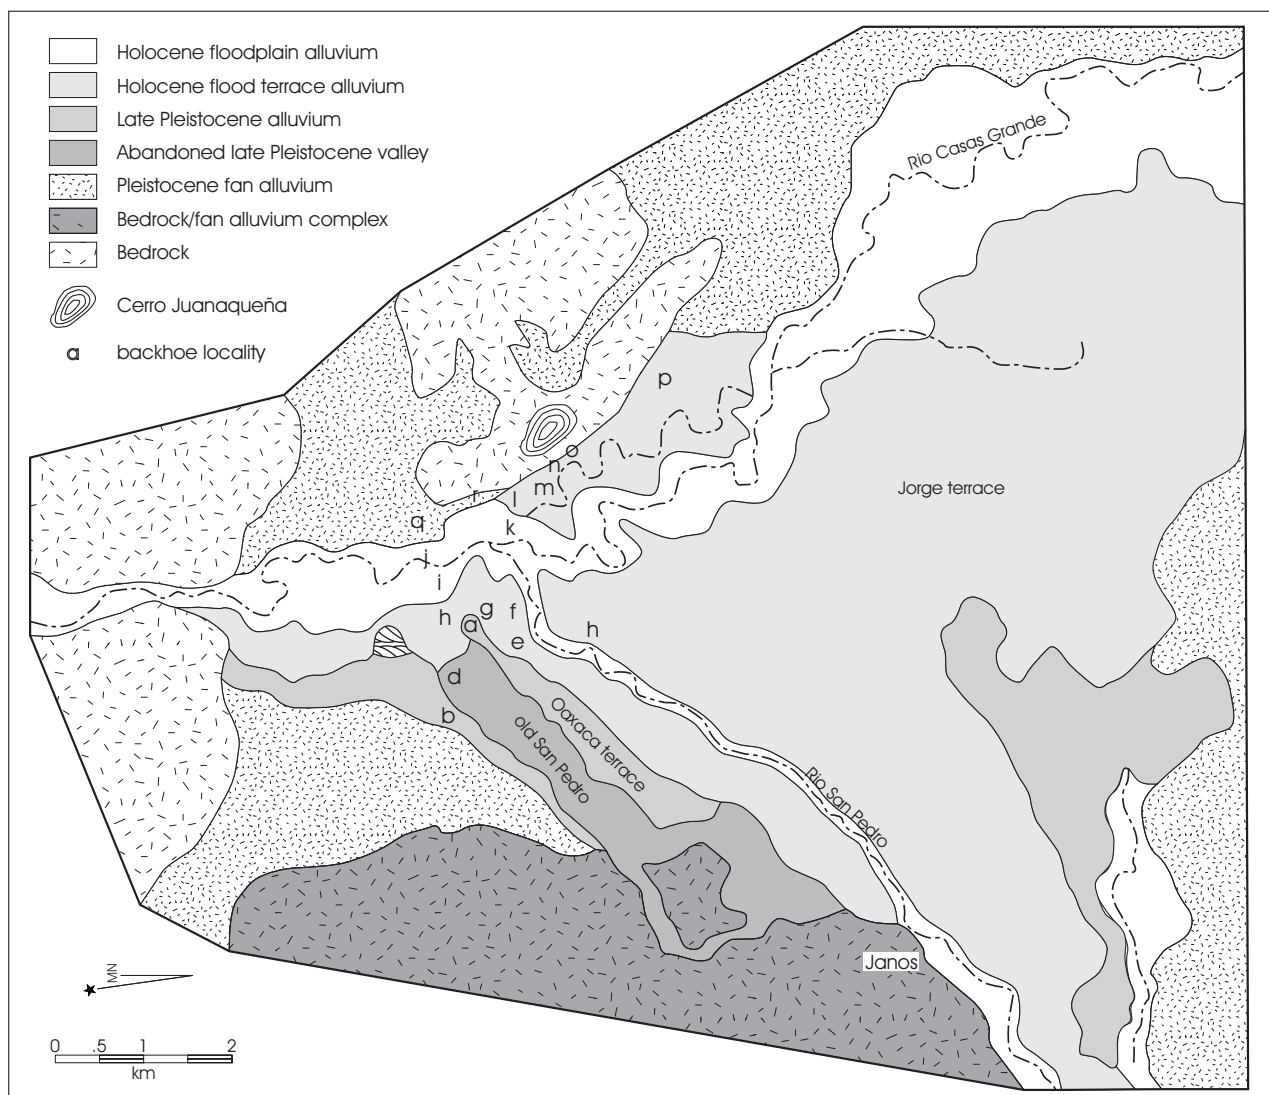 Holocene floodplain alluvium
Holocene flood terrace alluvium
Late Pleistocene alluvium
Abandoned late Pleistocene valley
Pleistocene fan alluvium
Bedrock/fan alluvium complex
Bedrock
Cerro Juanaqueña
a backhoe locality
Rio Casas Grande
p
o
n
m
l
r
q
k
j
i
Jorge terrace
h
g
f
a
e
h
d
b
Oaxaca terrace
old San Pedro
Rio San Pedro
Janos
MN
0 .5 1 2
km